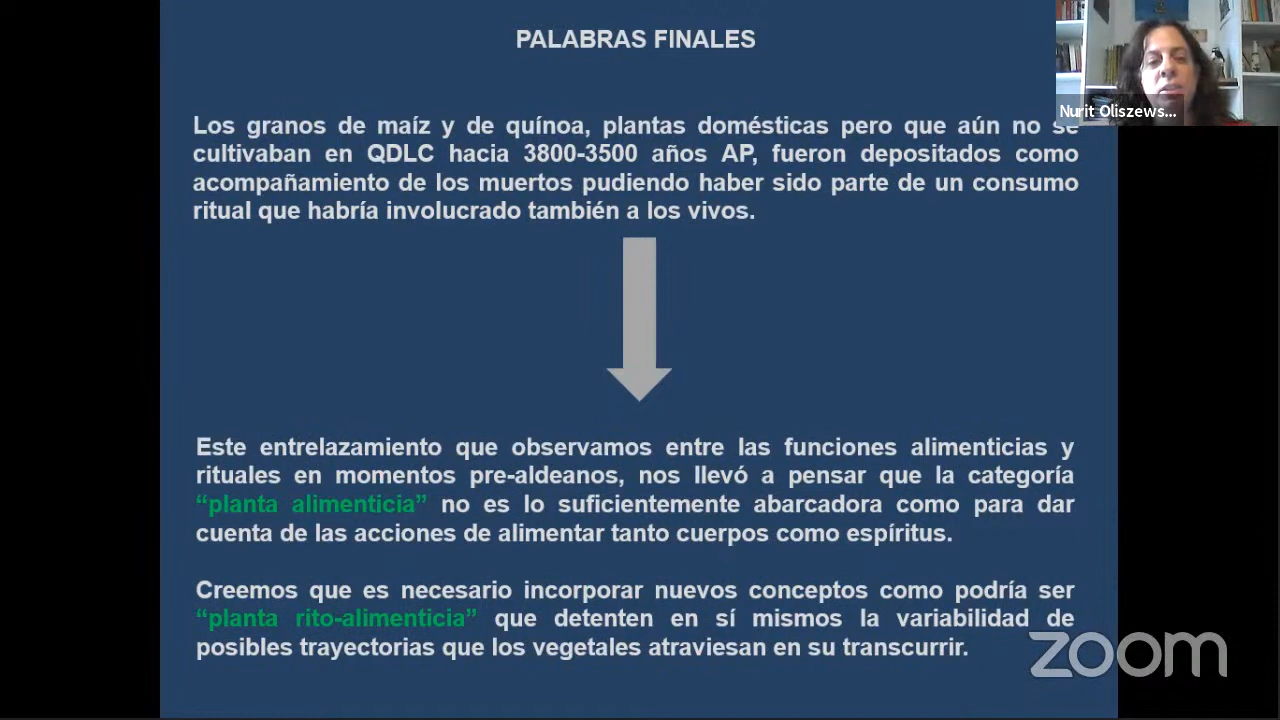 PALABRAS FINALES
Nurit Oliszews...
Los granos de maíz y de quínoa, plantas domésticas pero que aún no se
cultivaban en QDLC hacia 3800-3500 años AP, fueron depositados como
acompañamiento de los muertos pudiendo haber sido parte de un consumo
ritual que habría involucrado también a los vivos.
Este entrelazamiento que observamos entre las funciones alimenticias y
rituales en momentos pre-aldeanos, nos llevó a pensar que la categoría
“planta alimenticia” no es lo suficientemente abarcadora como para dar
cuenta de las acciones de alimentar tanto cuerpos como espíritus.
Creemos que es necesario incorporar nuevos conceptos como podría ser
“planta rito-alimenticia” que detenten en sí mismos la variabilidad de
posibles trayectorias que los vegetales atraviesan en su transcurrir.
zoom